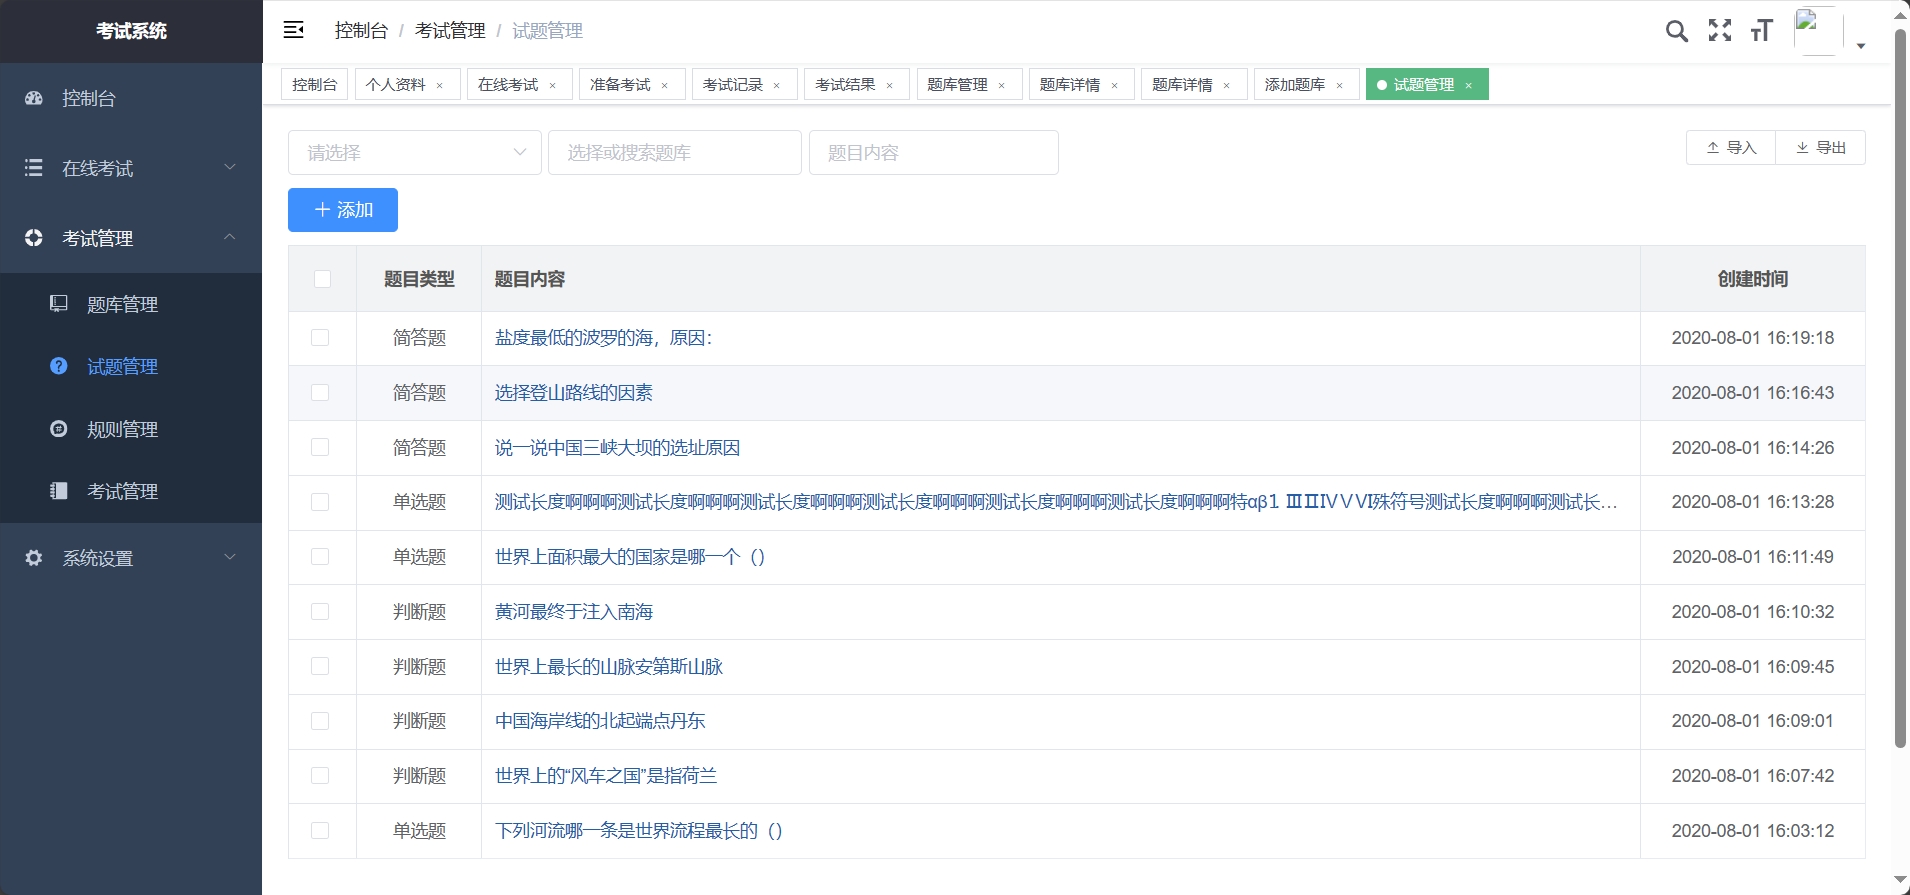 考试系统
控制台 / 考试管理 / 试题管理
控制台 个人资料 × 在线考试 × 准备考试 × 考试记录 × 考试结果 × 题库管理 × 题库详情 × 题库详情 × 添加题库 × 试题管理 ×
控制台
在线考试
考试管理
题库管理
试题管理
规则管理
考试管理
系统设置
请选择 选择或搜索题库 题目内容 导入 导出
添加
题目类型 题目内容 创建时间
简答题 盐度最低的波罗的海，原因： 2020-08-01 16:19:18
简答题 选择登山路线的因素 2020-08-01 16:16:43
简答题 说一说中国三峡大坝的选址原因 2020-08-01 16:14:26
单选题 测试长度啊啊啊测试长度啊啊啊测试长度啊啊啊测试长度啊啊啊测试长度啊啊啊测试长度啊啊啊特αβ1 ⅢⅡⅣⅤⅥ殊符号测试长度啊啊啊测试长... 2020-08-01 16:13:28
单选题 世界上面积最大的国家是哪一个（） 2020-08-01 16:11:49
判断题 黄河最终于注入南海 2020-08-01 16:10:32
判断题 世界上最长的山脉安第斯山脉 2020-08-01 16:09:45
判断题 中国海岸线的北起端点丹东 2020-08-01 16:09:01
判断题 世界上的“风车之国”是指荷兰 2020-08-01 16:07:42
单选题 下列河流哪一条是世界流程最长的（） 2020-08-01 16:03:12